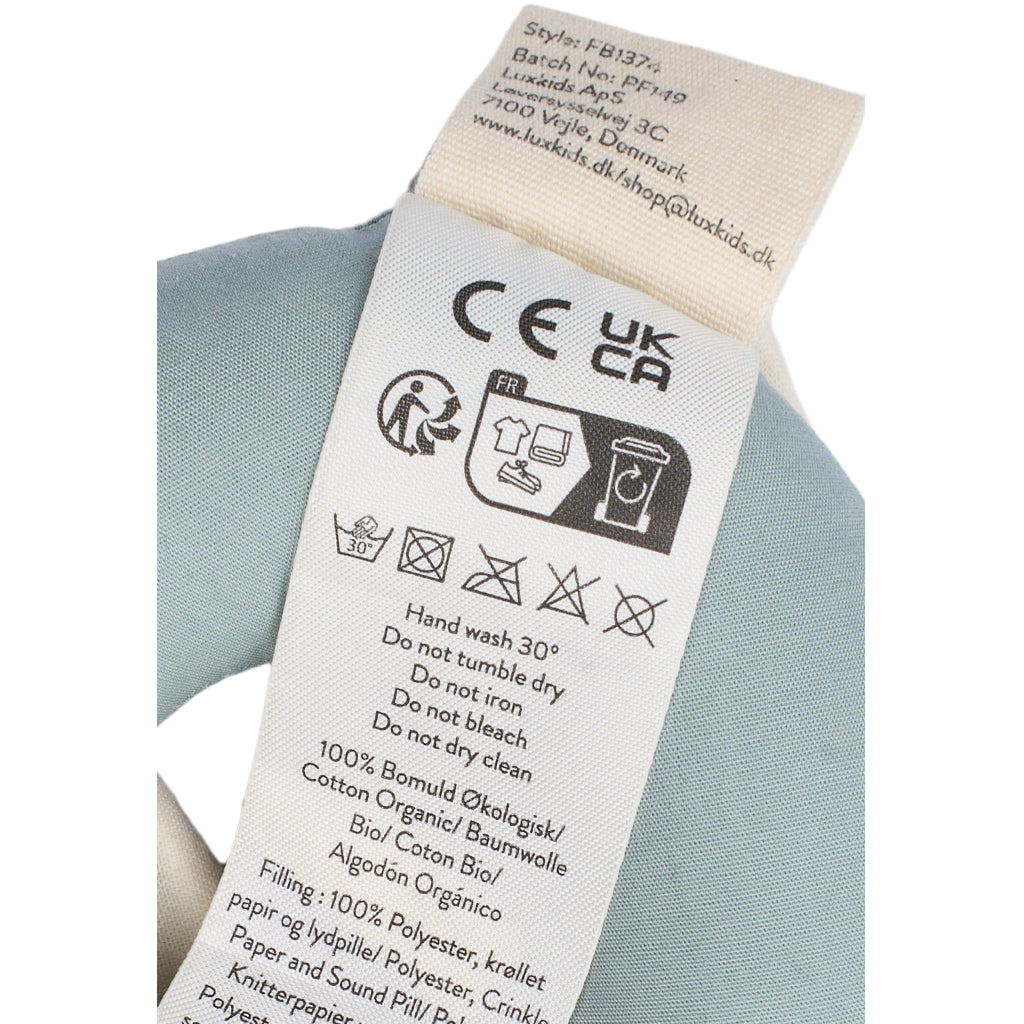 Style: FB1374
Batch No: PF149
Luxkids ApS
Løversysselvej 3C
7100 Vejle, Denmark
www.luxkids.dk/shop@luxkids.dk
CE UK
CA
FR
30°
Hand wash 30°
Do not tumble dry
Do not iron
Do not bleach
Do not dry clean
100% Bomuld Økologisk/
Cotton Organic/ Baumwolle
Bio/ Coton Bio/
Algodón Orgánico
Filling : 100% Polyester, krøllet
papir og lydpille/ Polyester, Crinkle
Paper and Sound Pill/
Knitterpapier